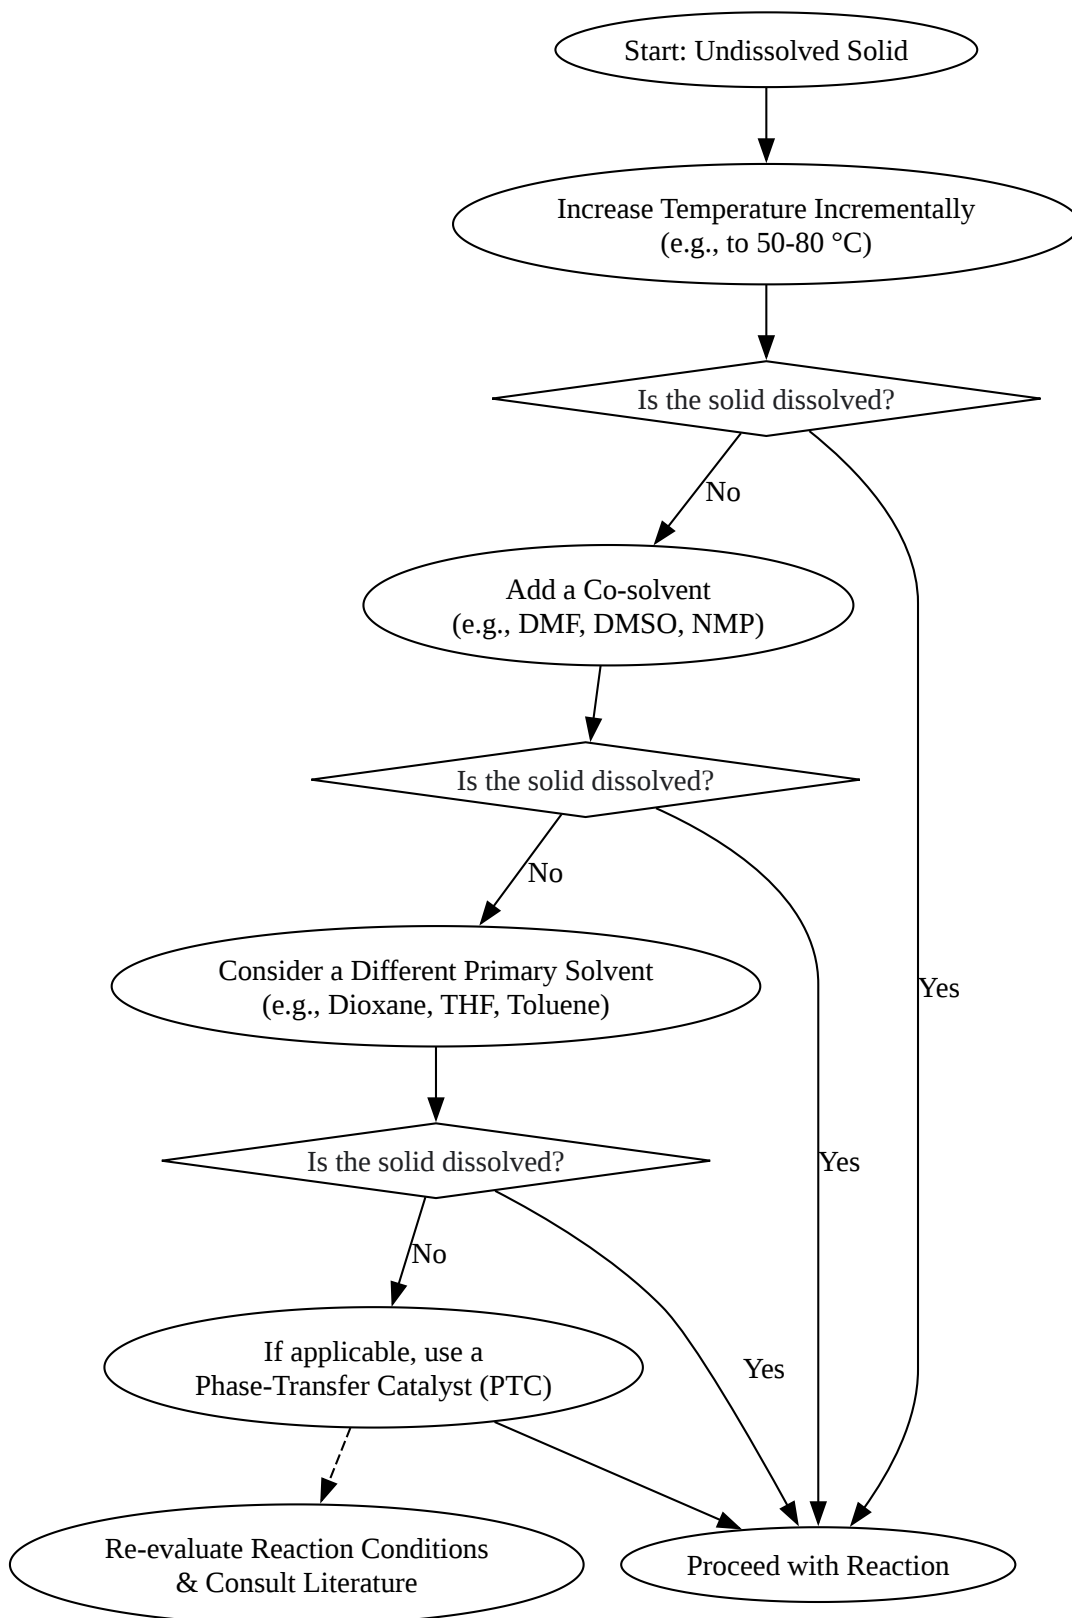 Start: Undissolved Solid
Increase Temperature Incrementally
(e.g., to 50-80 °C)
Is the solid dissolved?
No
Add a Co-solvent
(e.g., DMF, DMSO, NMP)
Is the solid dissolved?
No
Consider a Different Primary Solvent
(e.g., Dioxane, THF, Toluene)
Yes
Is the solid dissolved?
Yes
No
If applicable, use a
Phase-Transfer Catalyst (PTC)
Yes
Re-evaluate Reaction Conditions
& Consult Literature
Proceed with Reaction